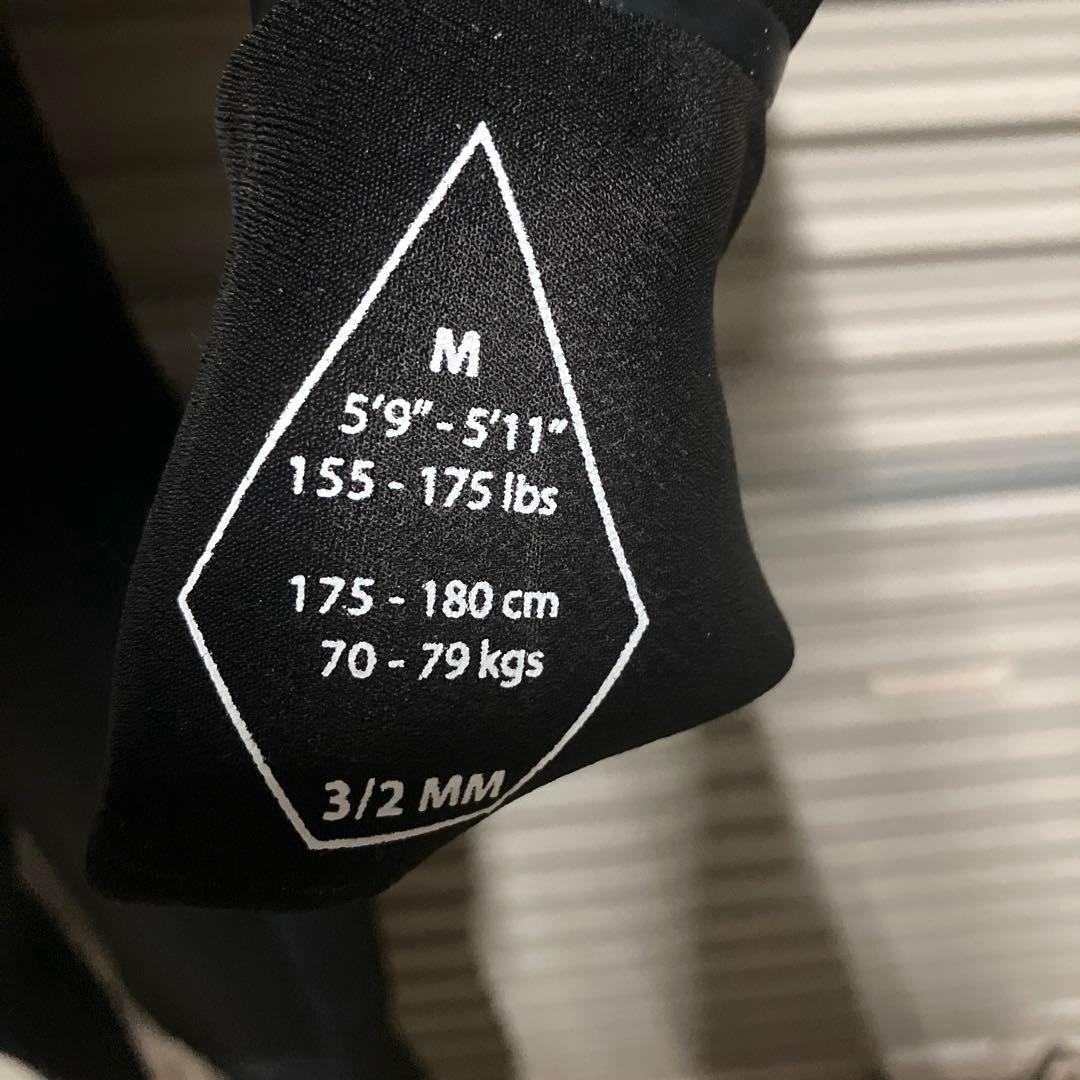 M
5'9" - 5'11"
155 - 175 lbs
175 - 180 cm
70 - 79 kgs
3/2 MM